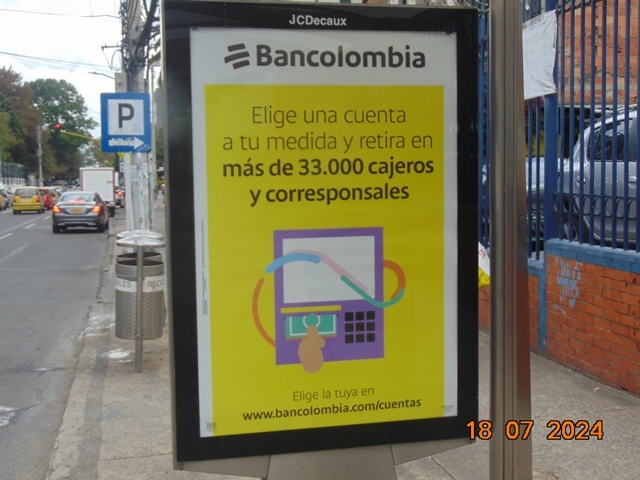 JCDecaux
Bancolombia
Elige una cuenta
a tu medida y retira en
más de 33.000 cajeros
y corresponsales
Elige la tuya en
www.bancolombia.com/cuentas
P
18 07 2024